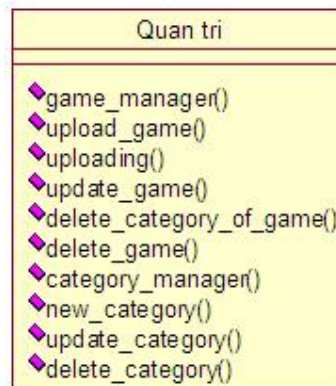 Quan tri
game_manager()
upload_game()
uploading()
update_game()
delete_category_of_game()
delete_game()
category_manager()
new_category()
update_category()
delete_category()